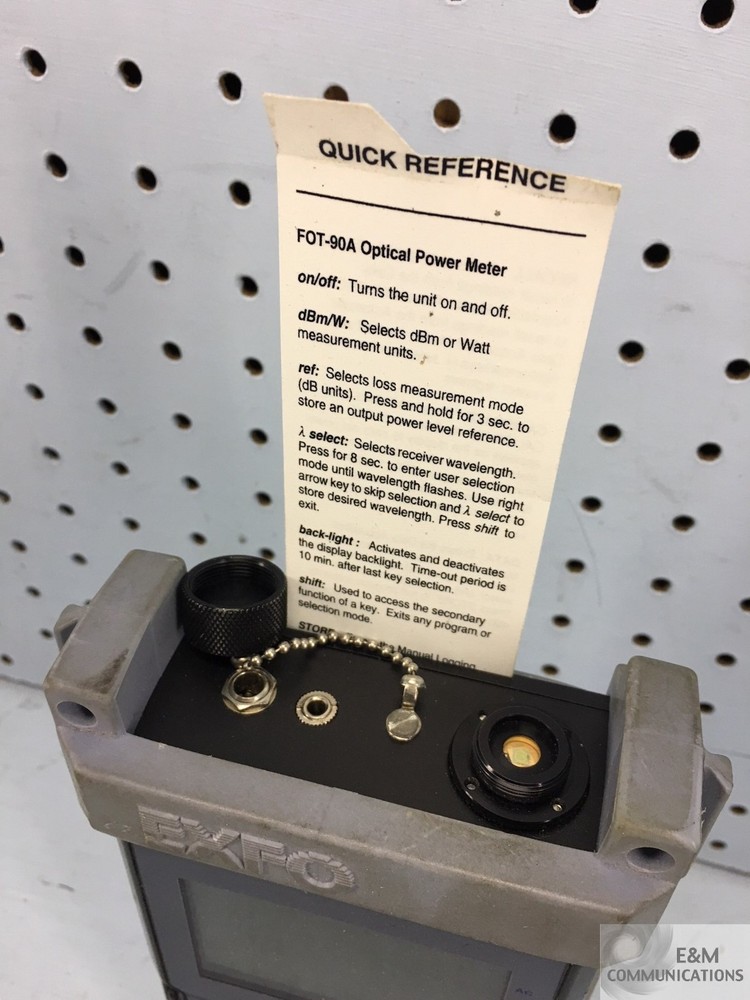 QUICK REFERENCE
FOT-90A Optical Power Meter
on/off: Turns the unit on and off.
dBm/W: Selects dBm or Watt
measurement units.
ref: Selects loss measurement mode
(dB units). Press and hold for 3 sec. to
store an output power level reference.
λ select: Selects receiver wavelength.
Press for 8 sec. to enter user selection
mode until wavelength flashes. Use right
arrow key to skip selection and λ select to
store desired wavelength. Press shift to
exit.
back-light : Activates and deactivates
the display backlight. Time-out period is
10 min. after last key selection.
shift: Used to access the secondary
function of a key. Exits any program or
selection mode.
Manual Logging
EXFO
E&M
COMMUNICATIONS